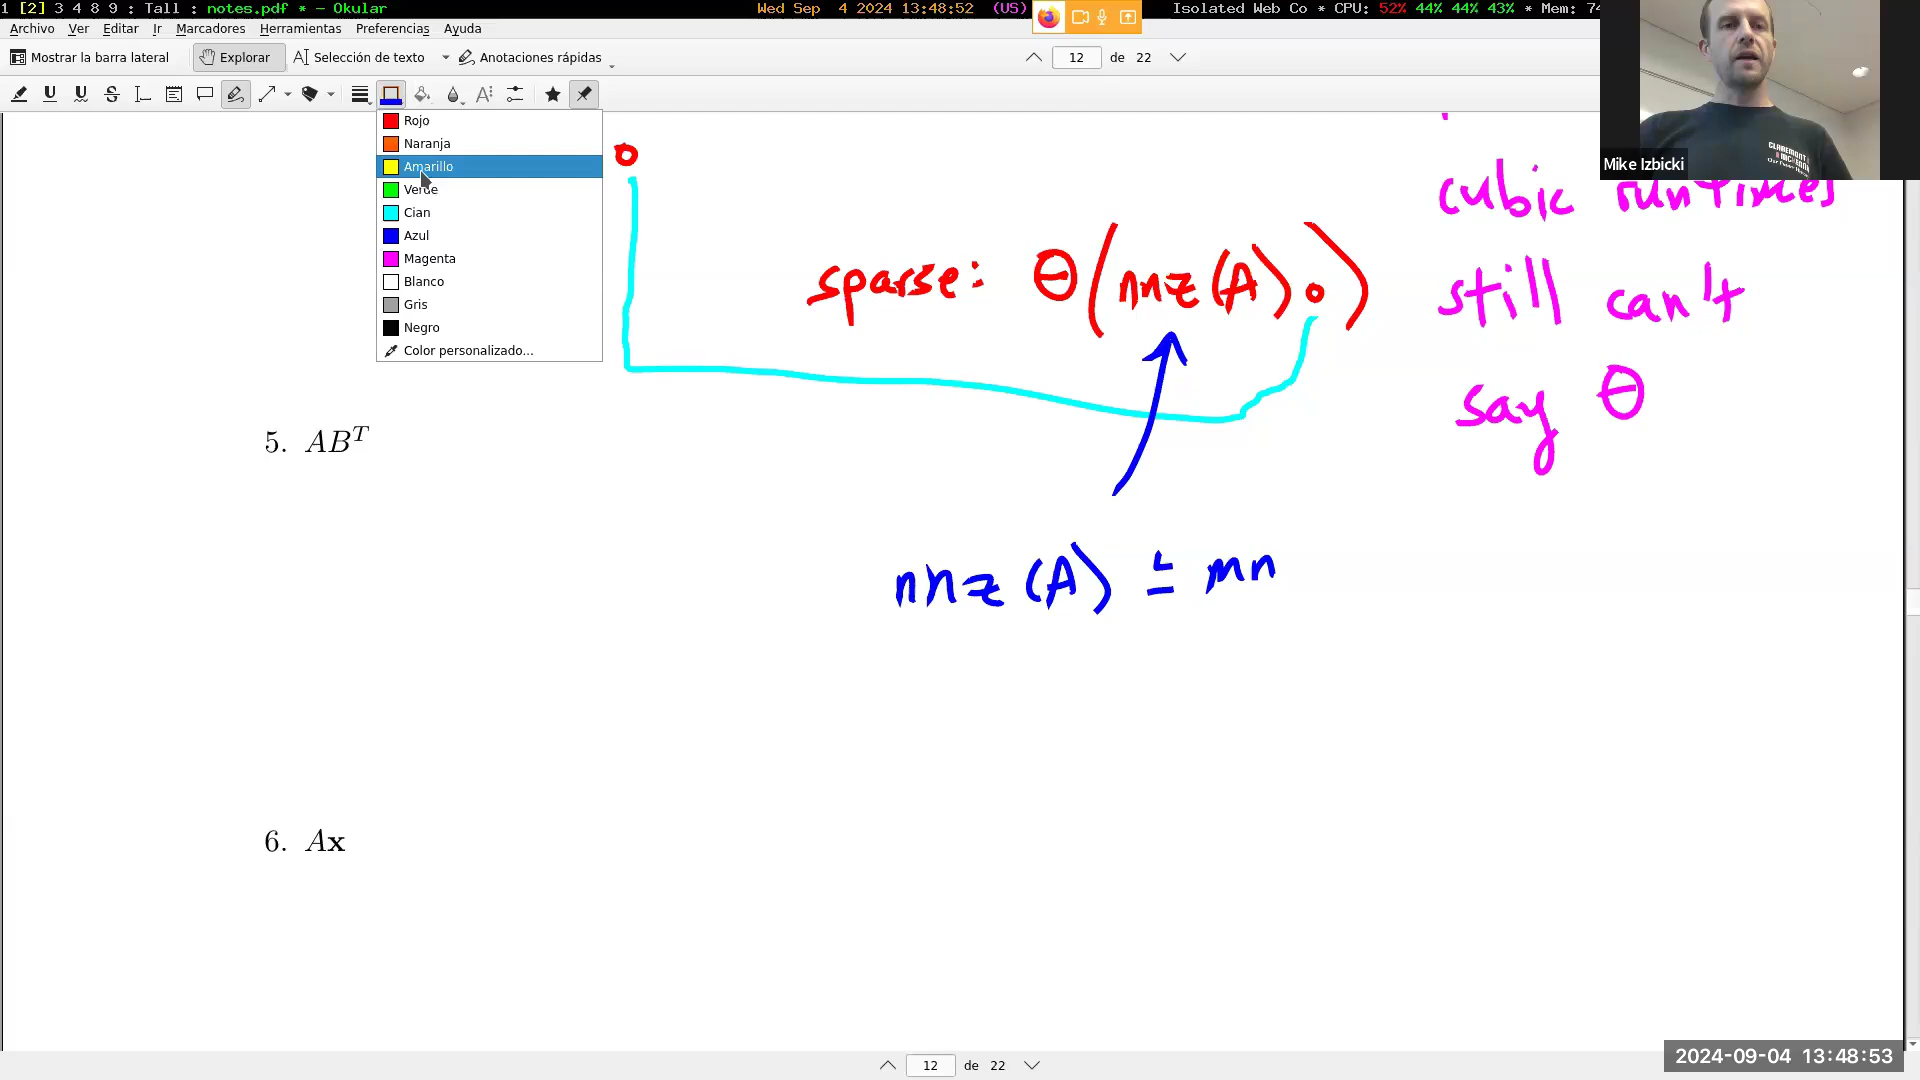 1 [2] 3 4 8 9 : Tall : notes.pdf * - Okular
Wed Sep 4 2024 13:48:52 (US)
Isolated Web Co * CPU: 52% 44% 44% 43% * Mem: 74
Archivo Ver Editar Ir Marcadores Herramientas Preferencias Ayuda
Mostrar la barra lateral Explorar Selección de texto Anotaciones rápidas
12 de 22
Rojo
Naranja
Amarillo
Verde
Cian
Azul
Magenta
Blanco
Gris
Negro
Color personalizado...
Mike Izbicki
CLAREMONT
cubic runtimes
still can't
say Θ
sparse: Θ(nnz(A)o)
o
5. AB^T
nnz(A) ≤ mn
6. Ax
12 de 22
2024-09-04 13:48:53